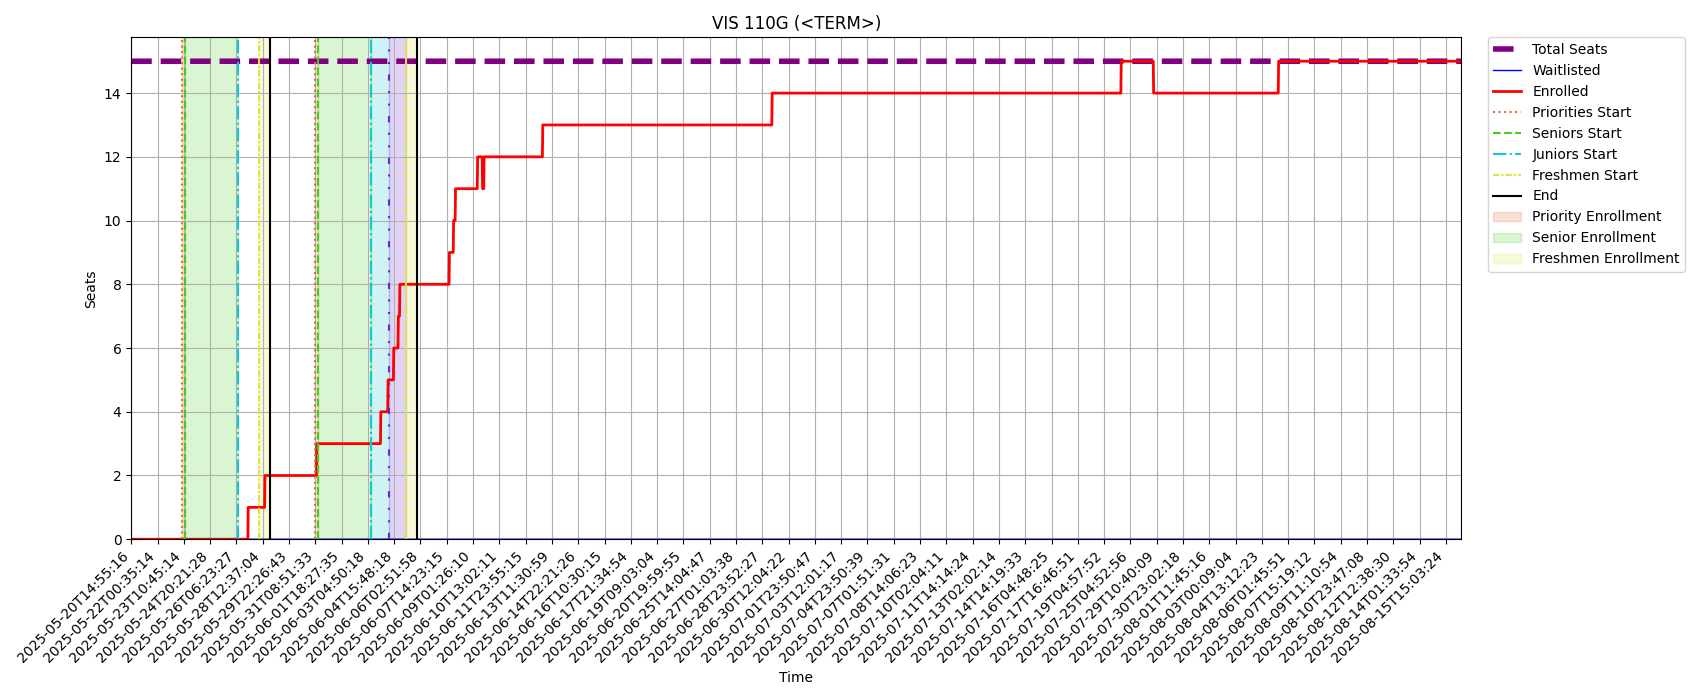 VIS 110G (<TERM>)
Total Seats
Waitlisted
Enrolled
Priorities Start
Seniors Start
Juniors Start
Freshmen Start
End
Priority Enrollment
Senior Enrollment
Freshmen Enrollment
Seats
14
12
10
8
6
4
2
0
2025-05-20T14:55:16
2025-05-22T00:35:14
2025-05-23T10:45:14
2025-05-24T20:21:28
2025-05-26T06:23:27
2025-05-28T12:37:04
2025-05-29T22:26:43
2025-05-31T08:51:33
2025-06-01T18:27:35
2025-06-03T04:50:18
2025-06-04T15:48:18
2025-06-06T02:51:58
2025-06-07T14:23:15
2025-06-09T01:26:10
2025-06-10T13:02:11
2025-06-11T23:55:15
2025-06-13T11:30:59
2025-06-14T22:21:26
2025-06-16T10:30:15
2025-06-17T21:34:54
2025-06-19T09:03:04
2025-06-20T19:59:55
2025-06-25T14:04:47
2025-06-27T01:03:38
2025-06-28T23:52:27
2025-06-30T12:04:22
2025-07-01T23:50:47
2025-07-03T12:01:17
2025-07-04T23:50:39
2025-07-07T01:51:31
2025-07-08T14:06:23
2025-07-10T02:04:11
2025-07-11T14:14:24
2025-07-13T02:02:14
2025-07-14T14:19:33
2025-07-16T04:48:25
2025-07-17T16:46:51
2025-07-19T04:57:52
2025-07-25T04:52:56
2025-07-29T10:40:09
2025-07-30T23:02:18
2025-08-01T11:45:16
2025-08-03T00:09:04
2025-08-04T13:12:23
2025-08-06T01:45:51
2025-08-07T15:19:12
2025-08-09T11:10:54
2025-08-10T23:47:08
2025-08-12T12:38:30
2025-08-14T01:33:54
2025-08-15T15:03:24
Time